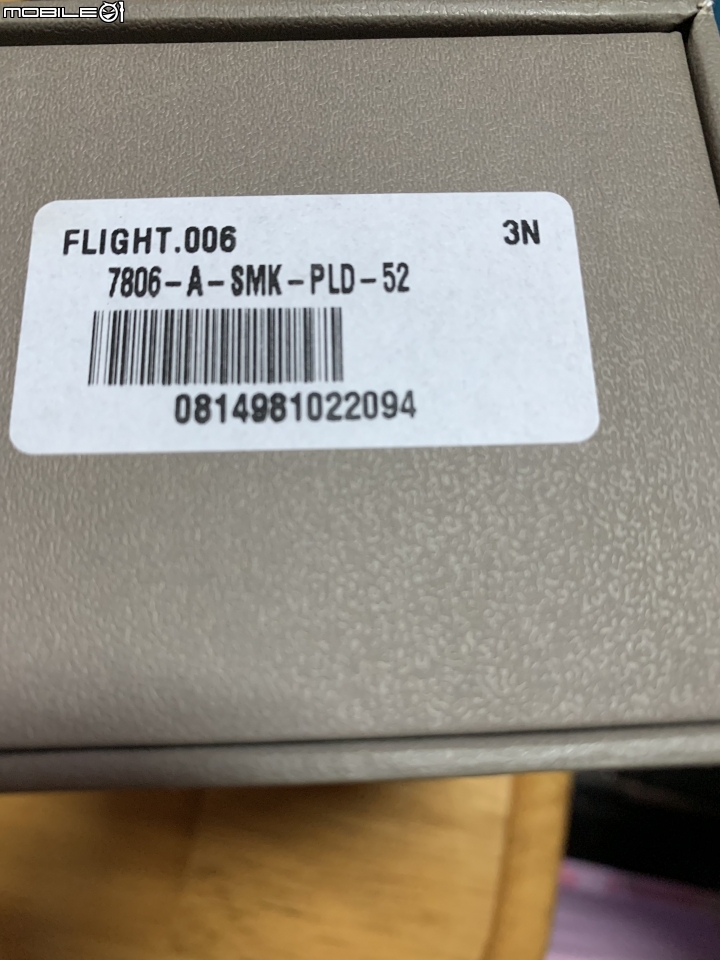 MOBILE01
FLIGHT.006 3N
7806-A-SMK-PLD-52
0814981022094